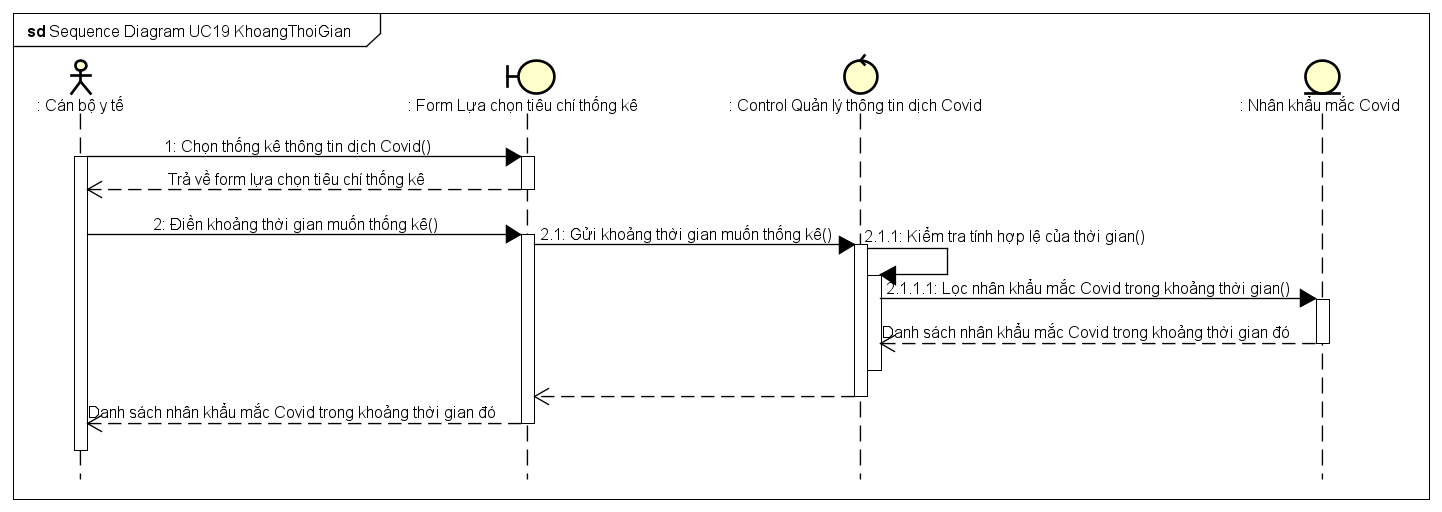 sd Sequence Diagram UC19 KhoangThoiGian
: Cán bộ y tế
: Form Lựa chọn tiêu chí thống kê
: Control Quản lý thông tin dịch Covid
: Nhân khẩu mắc Covid
1: Chọn thống kê thông tin dịch Covid()
Trả về form lựa chọn tiêu chí thống kê
2: Điền khoảng thời gian muốn thống kê()
2.1: Gửi khoảng thời gian muốn thống kê()
2.1.1: Kiểm tra tính hợp lệ của thời gian()
2.1.1.1: Lọc nhân khẩu mắc Covid trong khoảng thời gian()
Danh sách nhân khẩu mắc Covid trong khoảng thời gian đó
Danh sách nhân khẩu mắc Covid trong khoảng thời gian đó